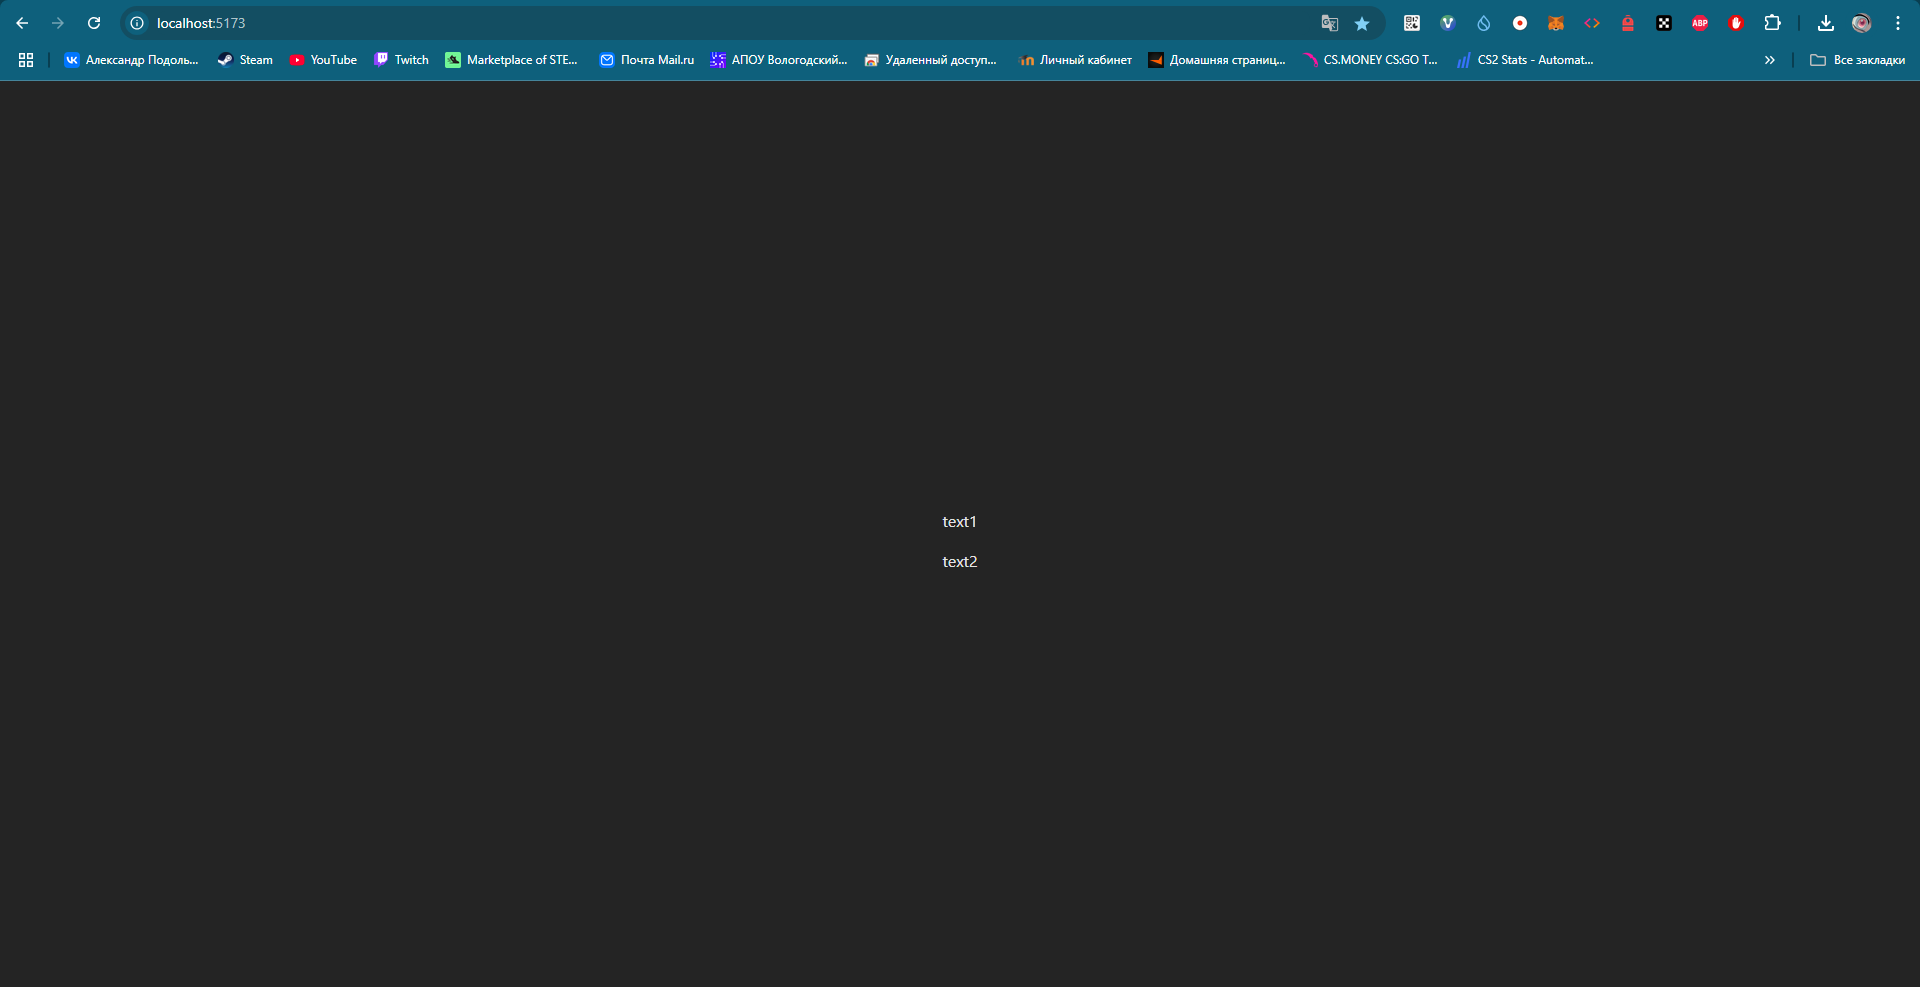 localhost:5173
ABP
Александр Подоль... Steam YouTube Twitch Marketplace of STE... Почта Mail.ru АПОУ Вологодский... Удаленный доступ... Личный кабинет Домашняя страниц... CS.MONEY CS:GO T... CS2 Stats - Automat... Все закладки
text1
text2